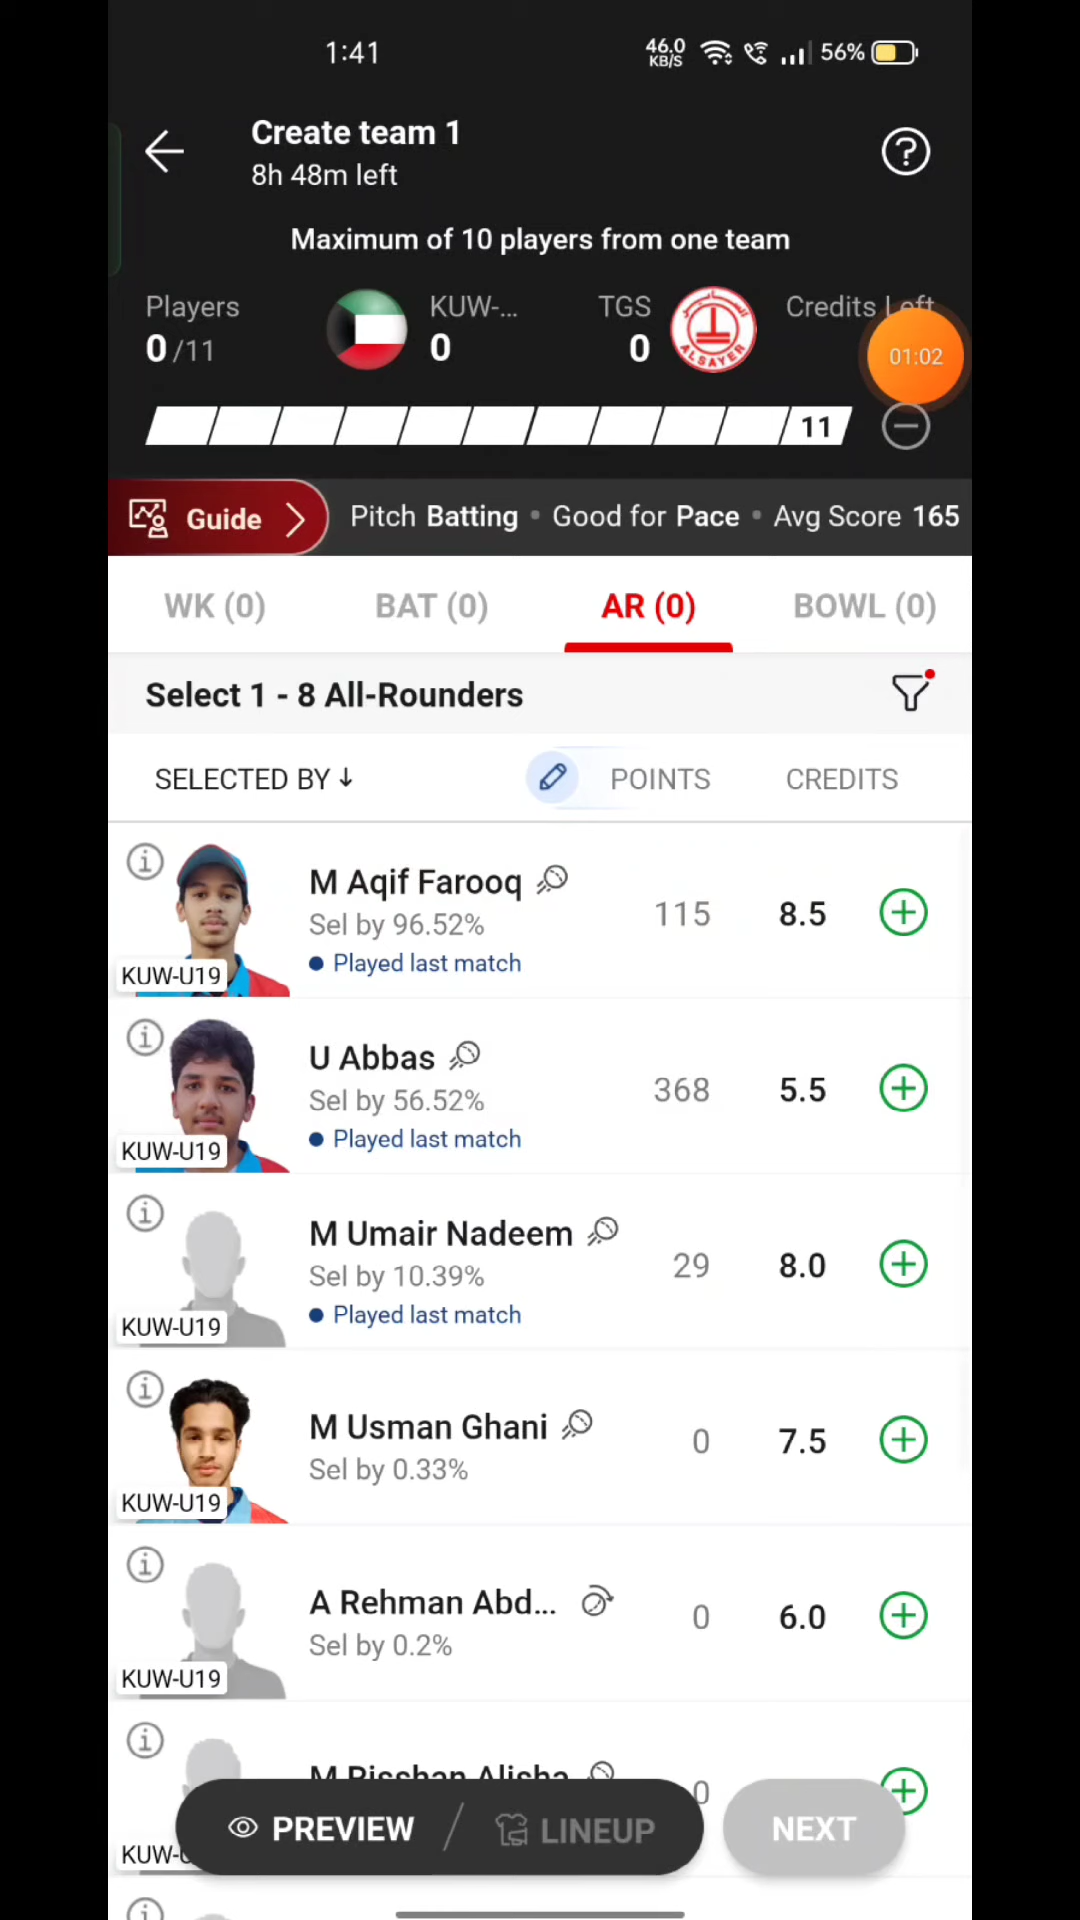 1:41
46.0
KB/S
56%
Create team 1
8h 48m left
Maximum of 10 players from one team
Players
0/11
KUW-...
0
TGS
0
ALSAYER
Credits Left
01:02
11
Guide
Pitch Batting • Good for Pace • Avg Score 165
WK (0)
BAT (0)
AR (0)
BOWL (0)
Select 1 - 8 All-Rounders
SELECTED BY ↓
POINTS
CREDITS
M Aqif Farooq
Sel by 96.52%
Played last match
KUW-U19
115
8.5
U Abbas
Sel by 56.52%
Played last match
KUW-U19
368
5.5
M Umair Nadeem
Sel by 10.39%
Played last match
KUW-U19
29
8.0
M Usman Ghani
Sel by 0.33%
KUW-U19
0
7.5
A Rehman Abd...
Sel by 0.2%
KUW-U19
0
6.0
M Risshan Alisha
0
KUW-
PREVIEW
LINEUP
NEXT